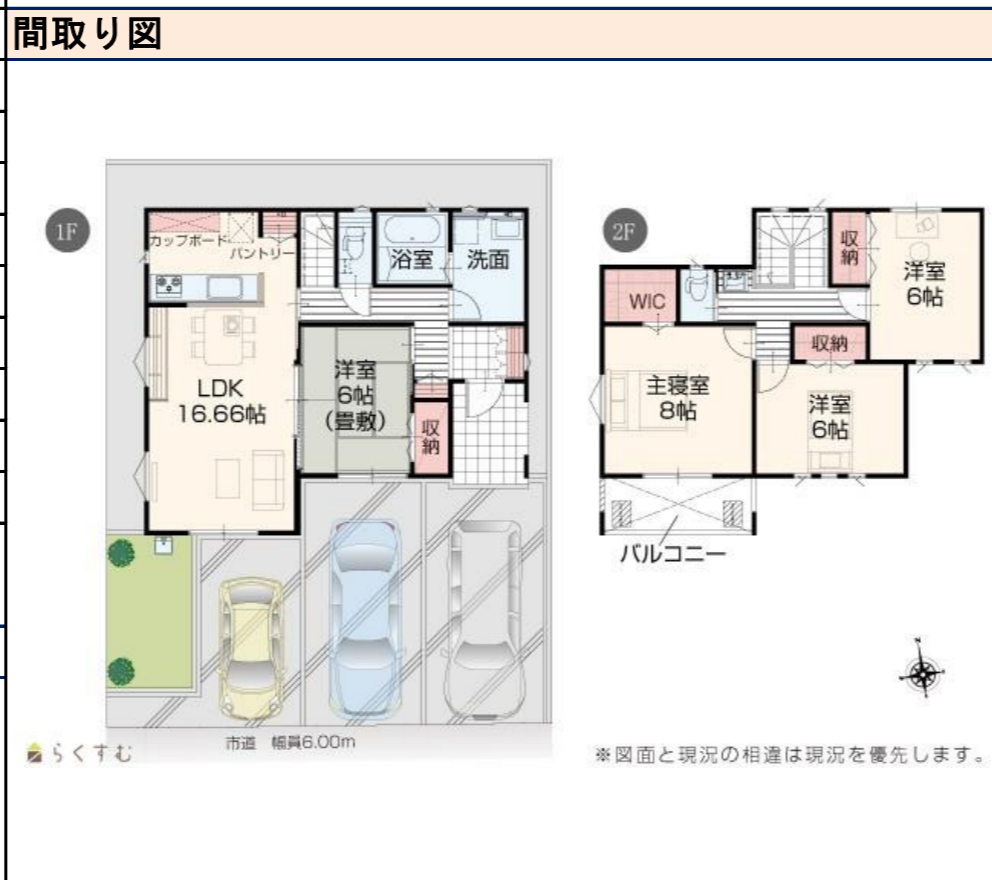 間取り図
1F
カップボード
パントリー
浴室
洗面
LDK
16.66帖
洋室
6帖
(畳敷)
収納
2F
WIC
収納
洋室
6帖
収納
主寝室
8帖
洋室
6帖
バルコニー
N
市道 幅員6.00m
らくすむ
※図面と現況の相違は現況を優先します。